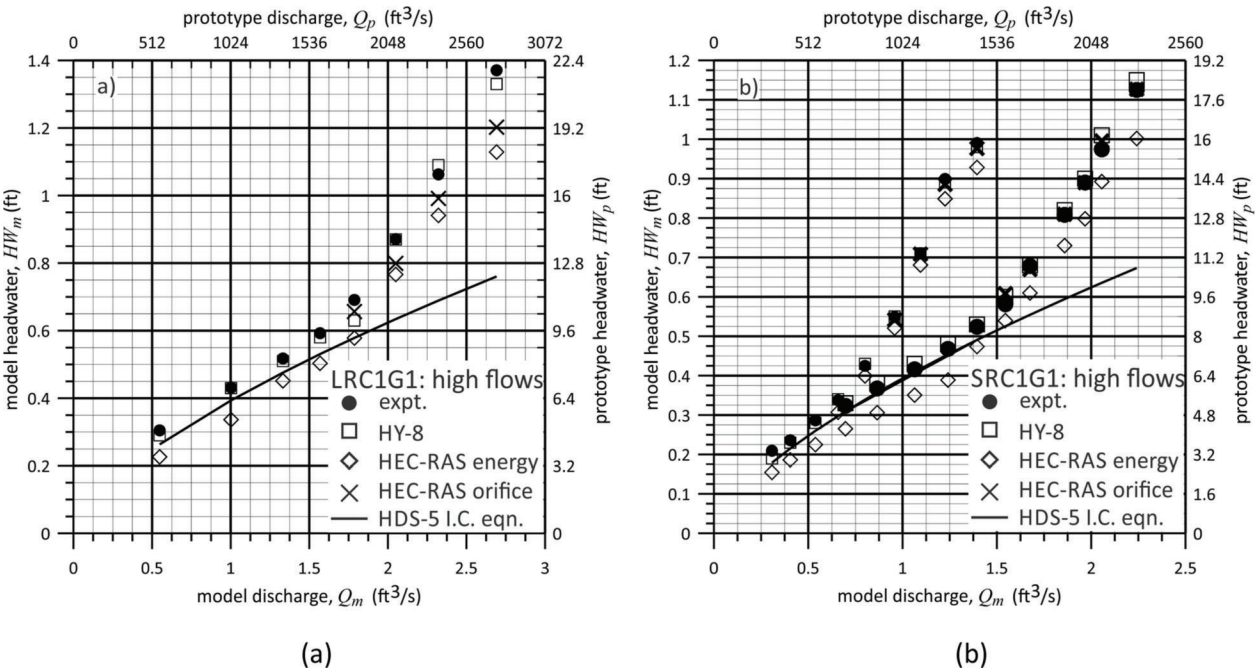 prototype discharge, Qp (ft3/s)
0 512 1024 1536 2048 2560 3072
a)
1.4
1.2
1
0.8
0.6
0.4
0.2
0
model headwater, HWm (ft)
22.4
19.2
16
12.8
9.6
6.4
3.2
0
prototype headwater, HWp (ft)
LRC1G1: high flows
expt.
HY-8
HEC-RAS energy
HEC-RAS orifice
HDS-5 I.C. eqn.
0 0.5 1 1.5 2 2.5 3
model discharge, Qm (ft3/s)
(a)
prototype discharge, Qp (ft3/s)
0 512 1024 1536 2048 2560
b)
1.2
1.1
1
0.9
0.8
0.7
0.6
0.5
0.4
0.3
0.2
0.1
0
model headwater, HWm (ft)
19.2
17.6
16
14.4
12.8
11.2
9.6
8
6.4
4.8
3.2
1.6
0
prototype headwater, HWp (ft)
SRC1G1: high flows
expt.
HY-8
HEC-RAS energy
HEC-RAS orifice
HDS-5 I.C. eqn.
0 0.5 1 1.5 2 2.5
model discharge, Qm (ft3/s)
(b)